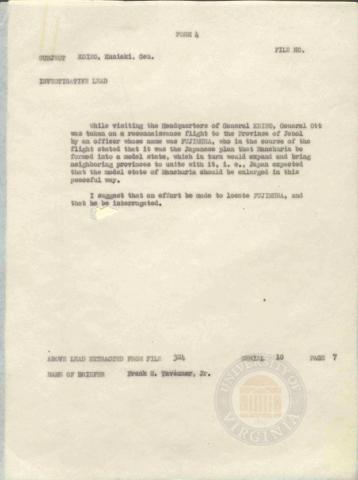 FORM 4
FILE NO.
SUBJECT KOISO, Kuniaki, Gen.
INVESTIGATIVE LEAD
While visiting the Headquarters of General KOISO, General Ott
was taken on a reconnaissance flight to the Province of Jehol
by an officer whose name was FUJIMURA, who in the course of the
flight stated that it was the Japanese plan that Manchuria be
formed into a model state, which in turn would expand and bring
neighboring provinces to unite with it, i. e., Japan expected
that the model state of Manchuria should be enlarged in this
peaceful way.
I suggest that an effort be made to locate FUJIMURA, and
that he be interrogated.
ABOVE LEAD EXTRACTED FROM FILE 324 SERIAL 10 PAGE 7
NAME OF BRIEFER Frank S. Tavenner, Jr.
UNIVERSITY OF VIRGINIA